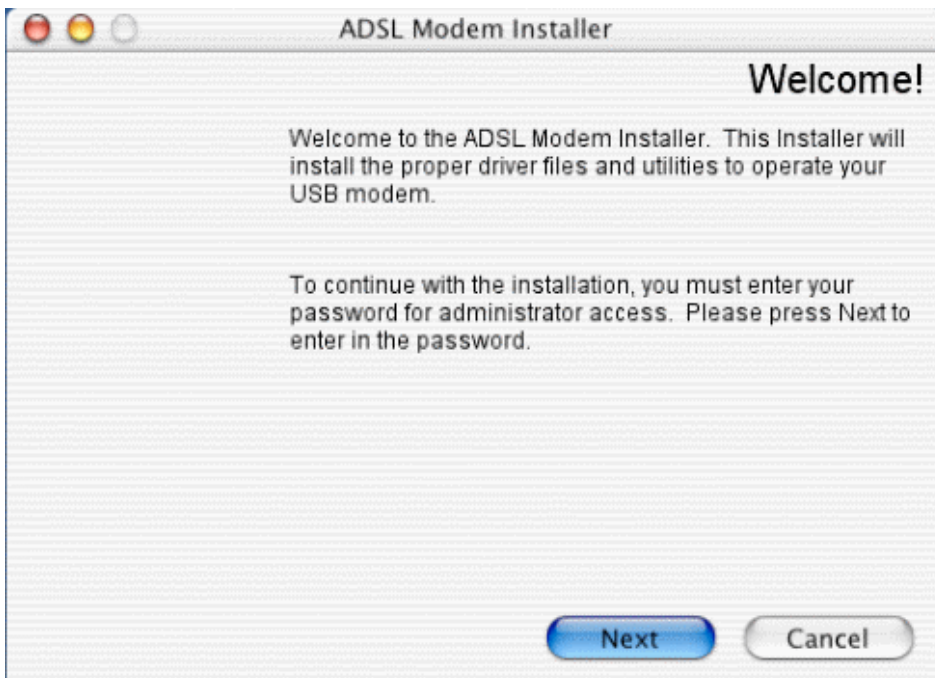 ADSL Modem Installer
Welcome!
Welcome to the ADSL Modem Installer.  This Installer will
install the proper driver files and utilities to operate your
USB modem.
To continue with the installation, you must enter your
password for administrator access.  Please press Next to
enter in the password.
Next
Cancel